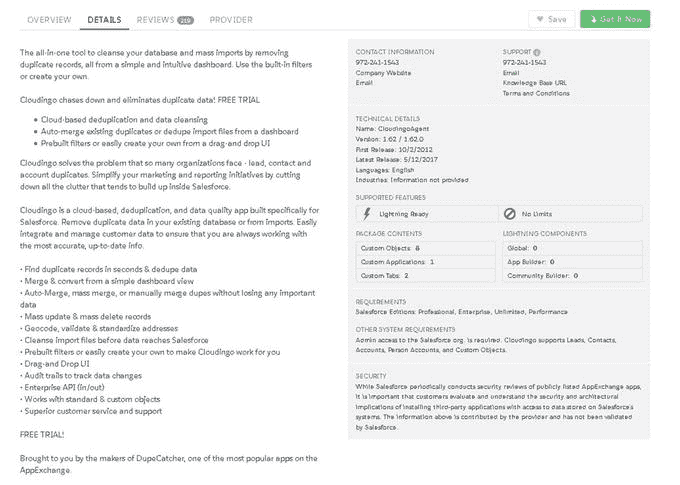 OVERVIEW DETAILS REVIEWS 219 PROVIDER
Save
Get It Now
The all-in-one tool to cleanse your database and mass imports by removing
duplicate records, all from a simple and intuitive dashboard. Use the built-in filters
or create your own.
Cloudingo chases down and eliminates duplicate data! FREE TRIAL
Cloud-based deduplication and data cleansing
Auto-merge existing duplicates or dedupe import files from a dashboard
Prebuilt filters or easily create your own from a drag-and drop UI
Cloudingo solves the problem that so many organizations face - lead, contact and
account duplicates. Simplify your marketing and reporting initiatives by cutting
down all the clutter that tends to build up inside Salesforce.
Cloudingo is a cloud-based, deduplication, and data quality app built specifically for
Salesforce. Remove duplicate data in your existing database or from imports. Easily
integrate and manage customer data to ensure that you are always working with
the most accurate, up-to-date info.
• Find duplicate records in seconds & dedupe data
• Merge & convert from a simple dashboard view
• Auto-Merge, mass merge, or manually merge dupes without losing any important
data
• Mass update & mass delete records
• Geocode, validate & standardize addresses
• Cleanse import files before data reaches Salesforce
• Prebuilt filters or easily create your own to make Cloudingo work for you
• Drag-and Drop UI
• Audit trails to track data changes
• Enterprise API (in/out)
• Works with standard & custom objects
• Superior customer service and support
FREE TRIAL!
Brought to you by the makers of DupeCatcher, one of the most popular apps on the
AppExchange.
CONTACT INFORMATION
972-241-1543
Company Website
Email
SUPPORT
972-241-1543
Email
Knowledge Base URL
Terms and Conditions
TECHNICAL DETAILS
Name: CloudingoAgent
Version: 1.62 / 1.62.0
First Release: 10/2/2012
Latest Release: 5/12/2017
Languages: English
Industries: Information not provided
SUPPORTED FEATURES
Lightning Ready
No Limits
PACKAGE CONTENTS
Custom Objects: 8
Custom Applications: 1
Custom Tabs: 2
LIGHTNING COMPONENTS
Global: 0
App Builder: 0
Community Builder: 0
REQUIREMENTS
Salesforce Editions: Professional, Enterprise, Unlimited, Performance
OTHER SYSTEM REQUIREMENTS
Admin access to the Salesforce org. is required. Cloudingo supports Leads, Contacts,
Accounts, Person Accounts, and Custom Objects.
SECURITY
While Salesforce periodically conducts security reviews of publicly listed AppExchange apps,
it is important that customers evaluate and understand the security and architectural
implications of installing third-party applications with access to data stored on Salesforce's
systems. The information above is contributed by the provider and has not been validated
by Salesforce.